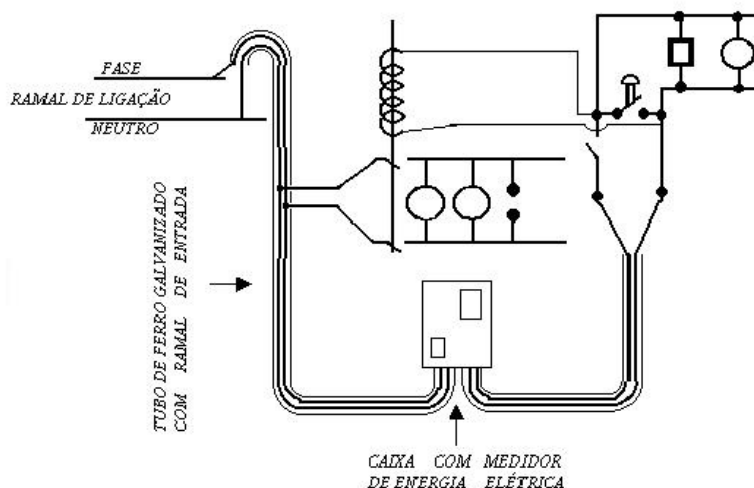 FASE
RAMAL DE LIGAÇÃO
NEUTRO
TUBO DE FERRO GALVANIZADO
COM RAMAL DE ENTRADA
CAIXA COM MEDIDOR
DE ENERGIA ELÉTRICA